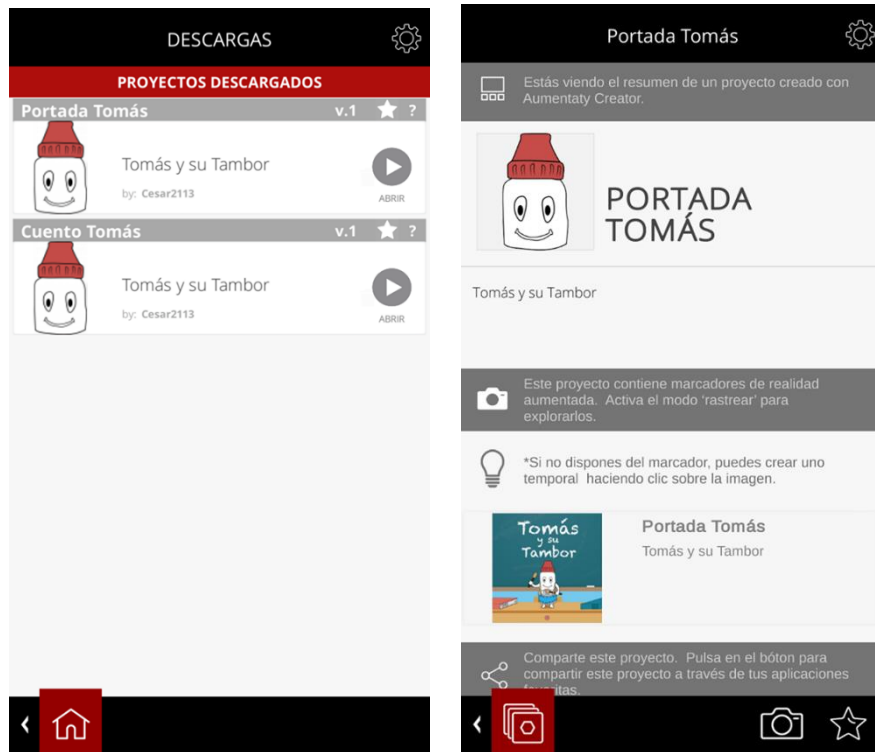 DESCARGAS
PROYECTOS DESCARGADOS
Portada Tomás v.1 ?
Tomás y su Tambor
by: Cesar2113
ABRIR
Cuento Tomás v.1 ?
Tomás y su Tambor
by: Cesar2113
ABRIR
Portada Tomás
Estás viendo el resumen de un proyecto creado con
Aumentaty Creator.
PORTADA
TOMÁS
Tomás y su Tambor
Este proyecto contiene marcadores de realidad
aumentada. Activa el modo 'rastrear' para
explorarlos.
*Si no dispones del marcador, puedes crear uno
temporal haciendo clic sobre la imagen.
Tomás
y su
Tambor
Portada Tomás
Tomás y su Tambor
Comparte este proyecto. Pulsa en el bóton para
compartir este proyecto a través de tus aplicaciones
favoritas.